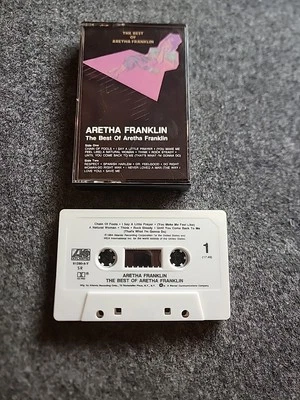 THE BEST
OF
ARETHA FRANKLIN
ARETHA FRANKLIN
The Best Of Aretha Franklin
Side One
CHAIN OF FOOLS • I SAY A LITTLE PRAYER • (YOU MAKE ME
FEEL LIKE) A NATURAL WOMAN • THINK • ROCK STEADY •
UNTIL YOU COME BACK TO ME (THAT'S WHAT I'M GONNA DO)
Side Two
RESPECT • SPANISH HARLEM • DR. FEELGOOD • DO RIGHT
WOMAN-DO RIGHT MAN • I NEVER LOVED A MAN (THE WAY I
LOVE YOU) • SAVE ME
Chain Of Fools • I Say A Little Prayer • (You Make Me Feel Like)
A Natural Woman • Think • Rock Steady • Until You Come Back To Me
(That's What I'm Gonna Do)
1
ATLANTIC
SR
ARETHA FRANKLIN
THE BEST OF ARETHA FRANKLIN